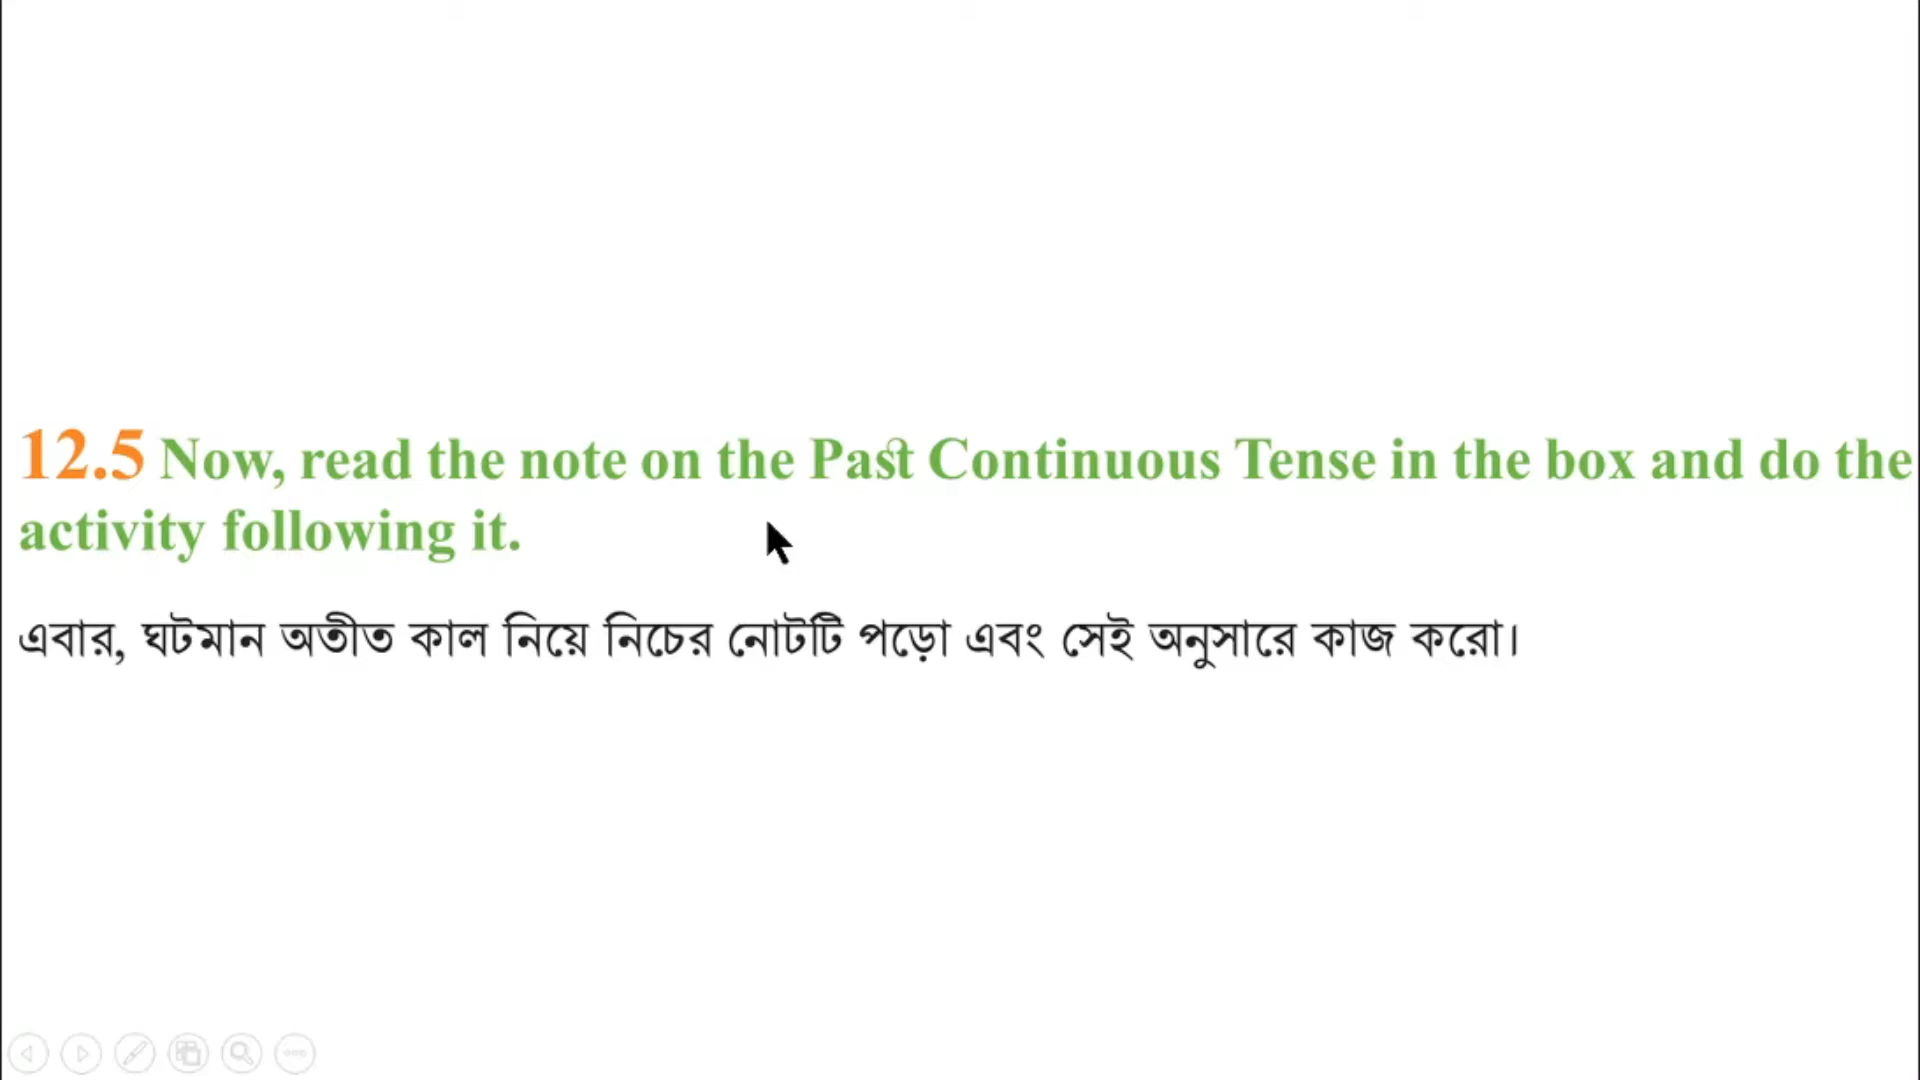 12.5 Now, read the note on the Past Continuous Tense in the box and do the
activity following it.
এবার, ঘটমান অতীত কাল নিয়ে নিচের নোটটি পড়ো এবং সেই অনুসারে কাজ করো।